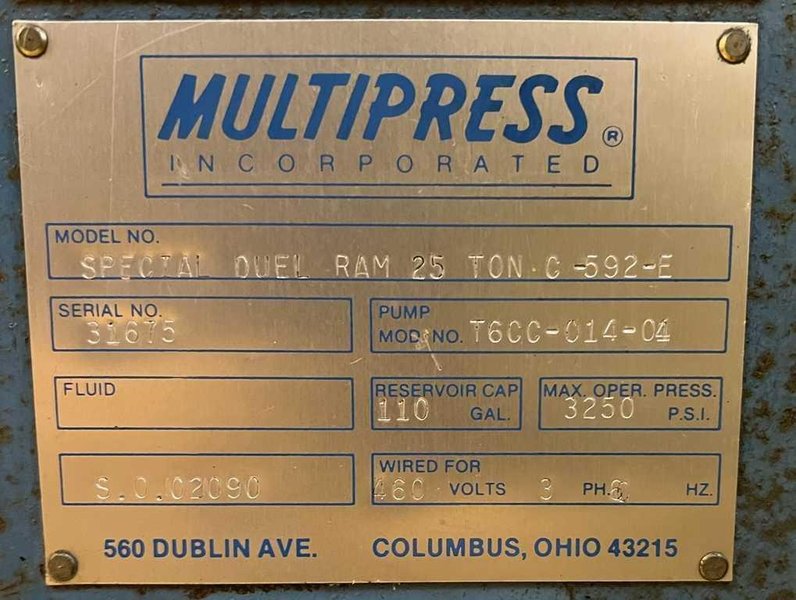 MULTIPRESS ®
INCORPORATED
MODEL NO.
SPECIAL DUEL RAM 25 TON C-592-E
SERIAL NO.
31675
PUMP
MOD. NO. T6CC-014-04
FLUID
RESERVOIR CAP
110 GAL.
MAX. OPER. PRESS.
3250 P.S.I.
S.O.02090
WIRED FOR
460 VOLTS 3 PH. HZ.
560 DUBLIN AVE. COLUMBUS, OHIO 43215